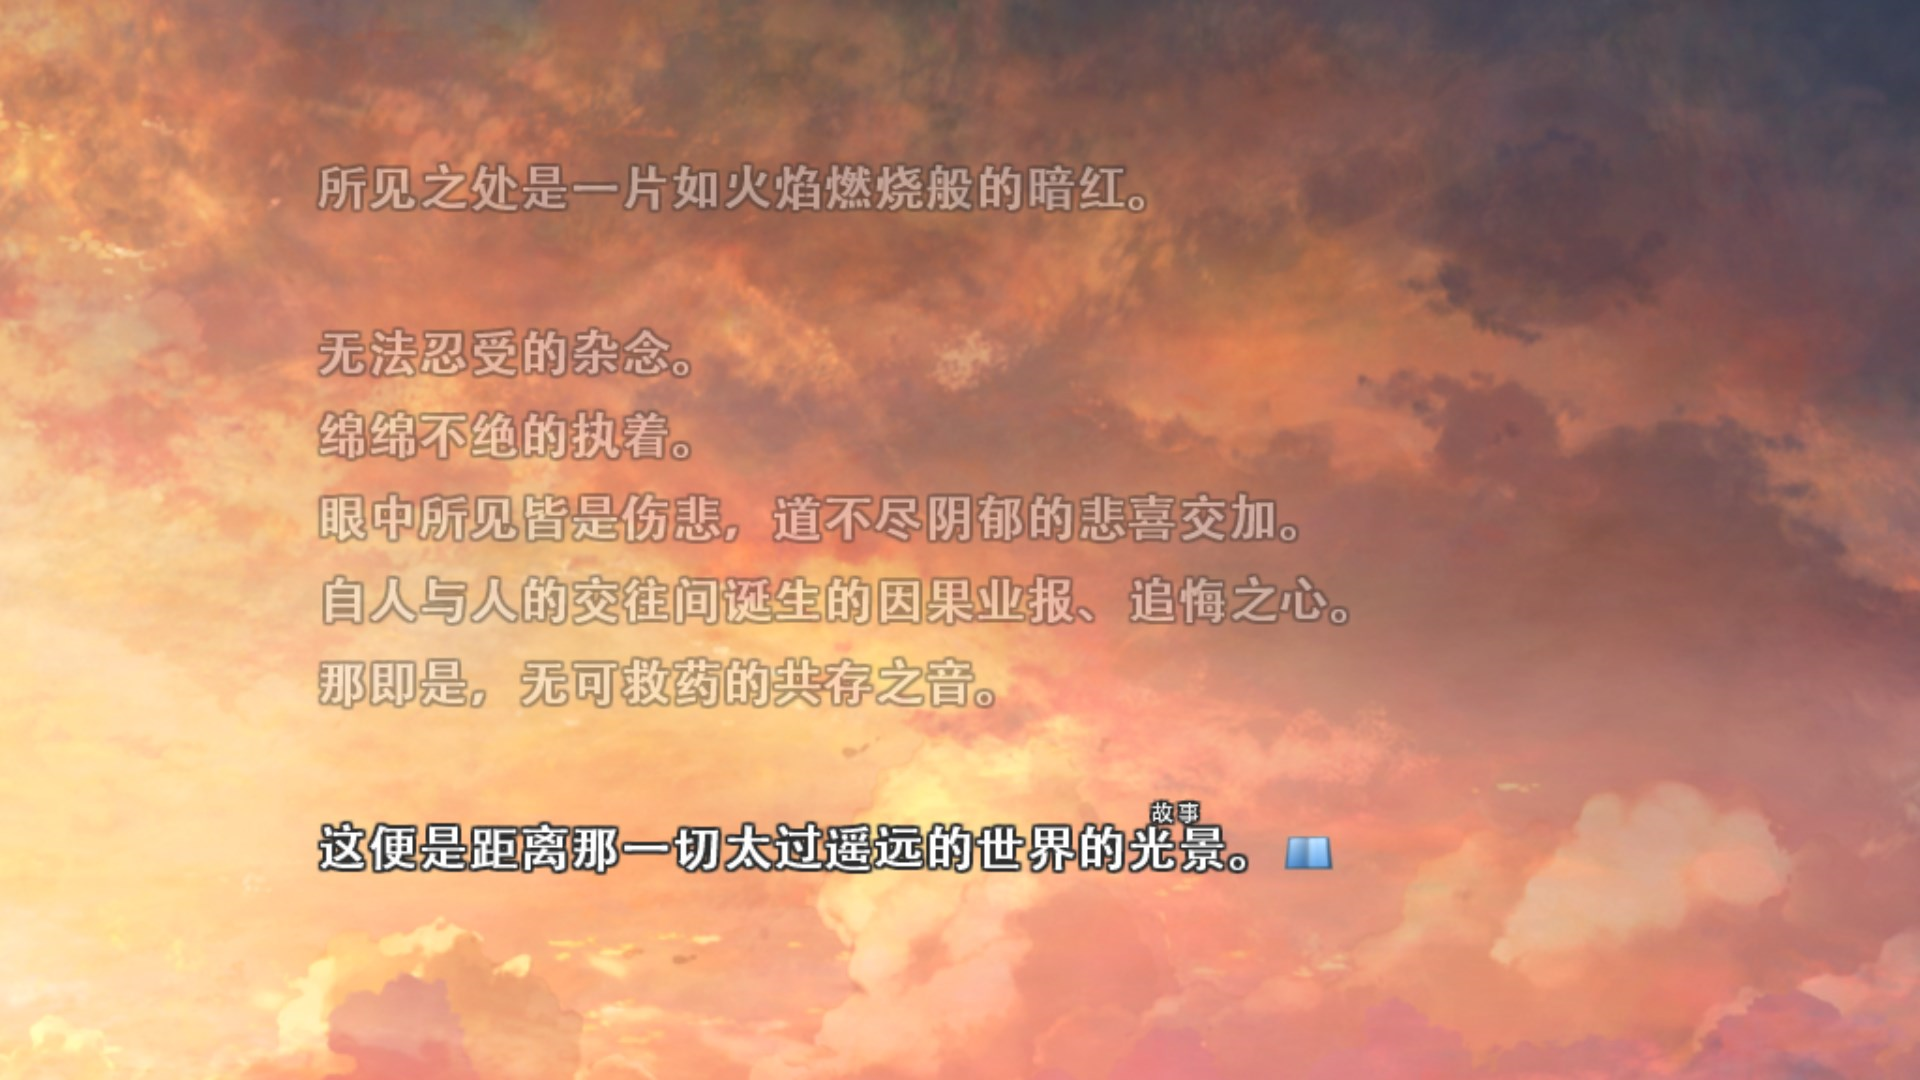 所见之处是一片如火焰燃烧般的暗红。
无法忍受的杂念。
绵绵不绝的执着。
眼中所见皆是伤悲，道不尽阴郁的悲喜交加。
自人与人的交往间诞生的因果业报、追悔之心。
那即是，无可救药的共存之音。
故事
这便是距离那一切太过遥远的世界的光景。